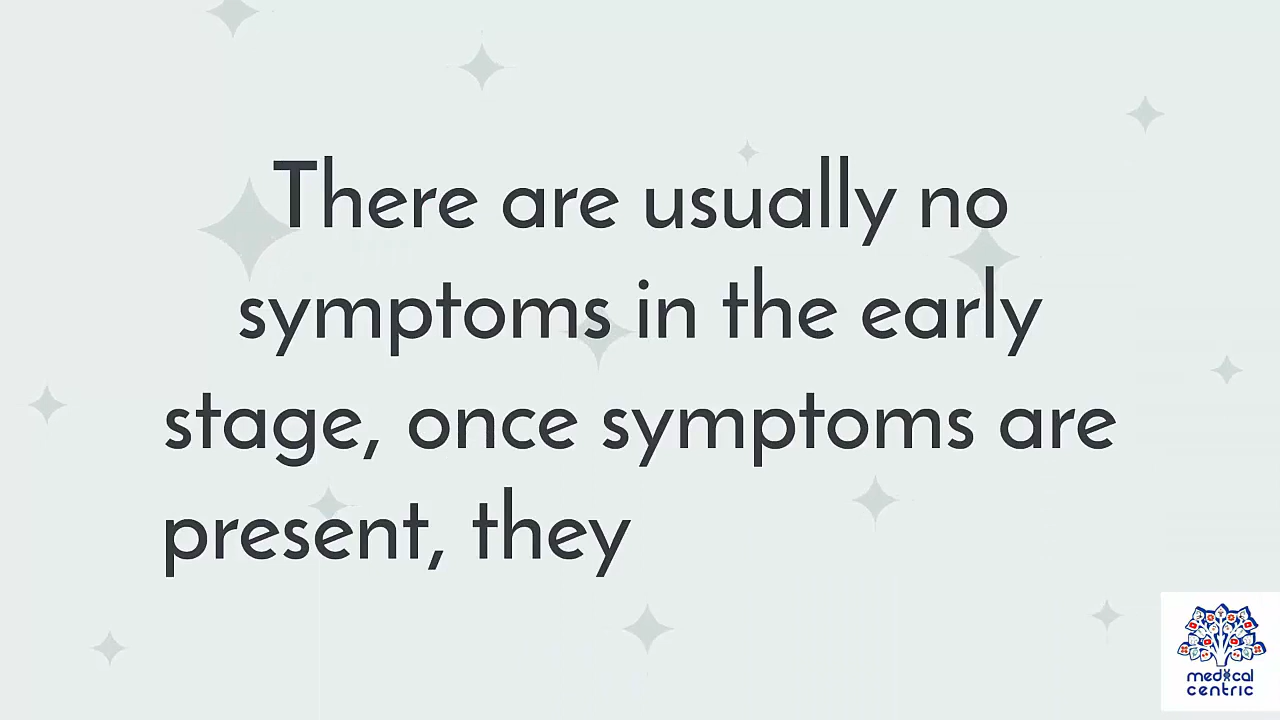 There are usually no
symptoms in the early
stage, once symptoms are
present, they
medical
centric